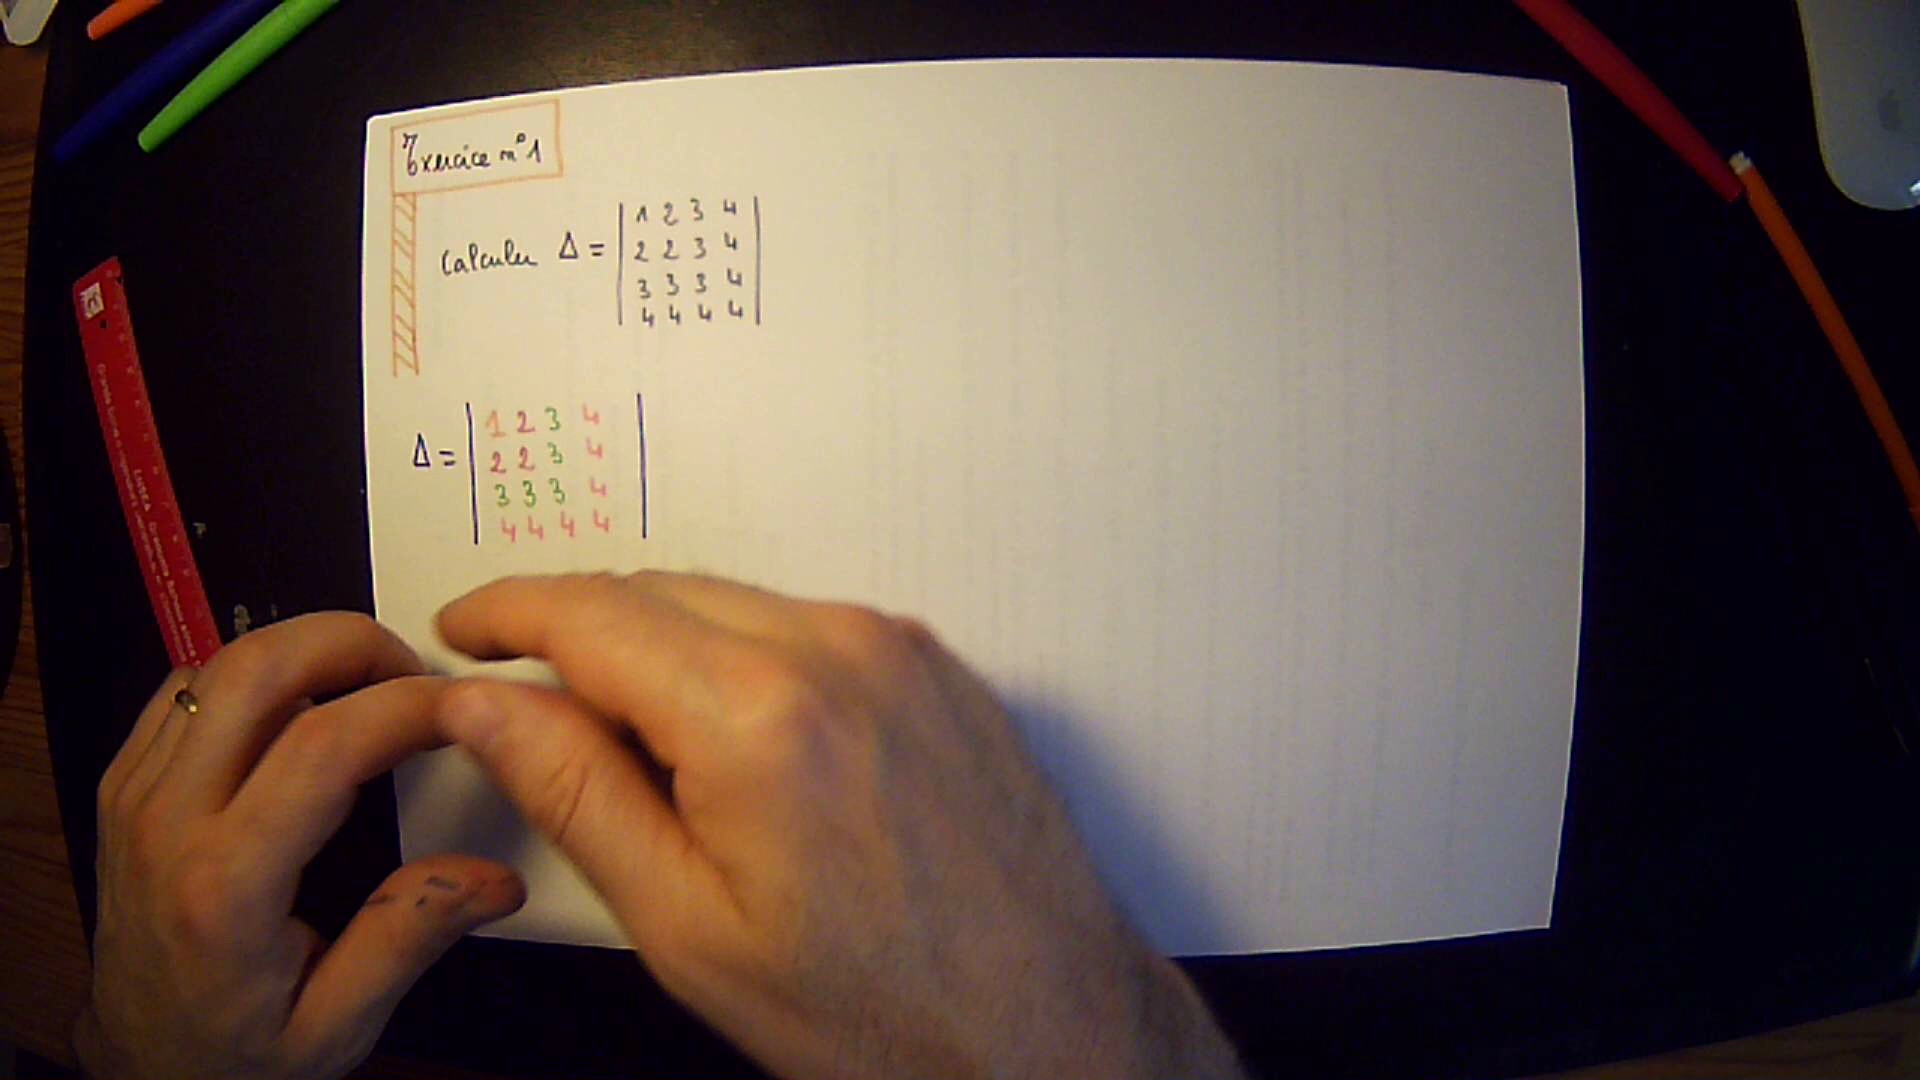 Exercice n°1
Calculer Δ = | 1 2 3 4 |
| 2 2 3 4 |
| 3 3 3 4 |
| 4 4 4 4 |
Δ = | 1 2 3 4 |
| 2 2 3 4 |
| 3 3 3 4 |
| 4 4 4 4 |